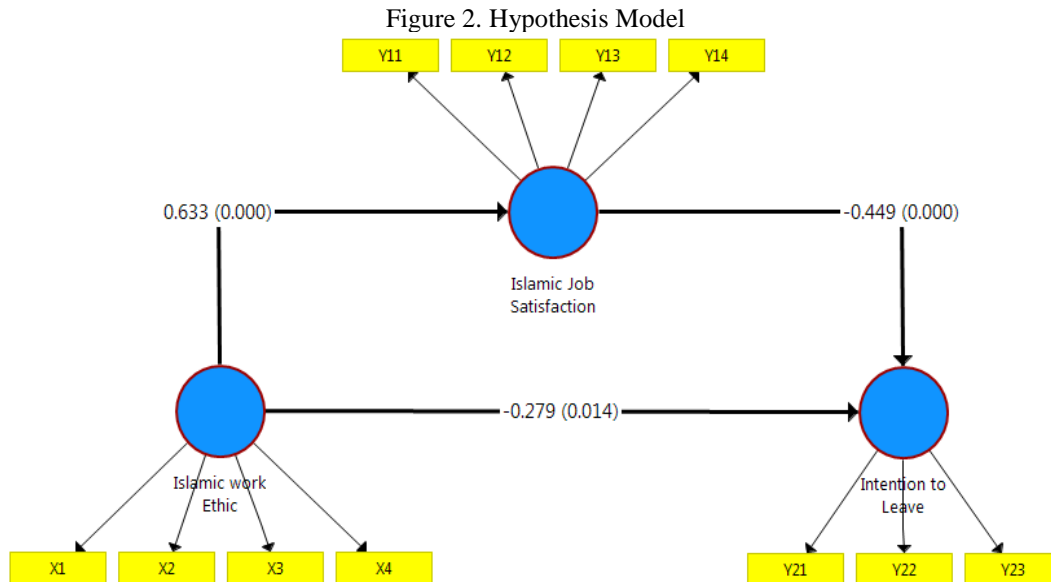 Figure 2. Hypothesis Model
Y11 Y12 Y13 Y14
0.633 (0.000) -0.449 (0.000)
Islamic Job
Satisfaction
-0.279 (0.014)
Islamic work
Ethic
Intention to
Leave
X1 X2 X3 X4 Y21 Y22 Y23